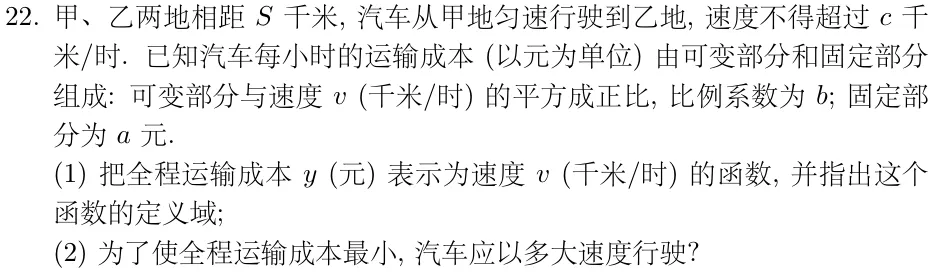 22. 甲、乙两地相距 S 千米, 汽车从甲地匀速行驶到乙地, 速度不得超过 c 千
米/时. 已知汽车每小时的运输成本 (以元为单位) 由可变部分和固定部分
组成: 可变部分与速度 v (千米/时) 的平方成正比, 比例系数为 b; 固定部
分为 a 元.
(1) 把全程运输成本 y (元) 表示为速度 v (千米/时) 的函数, 并指出这个
函数的定义域;
(2) 为了使全程运输成本最小, 汽车应以多大速度行驶?